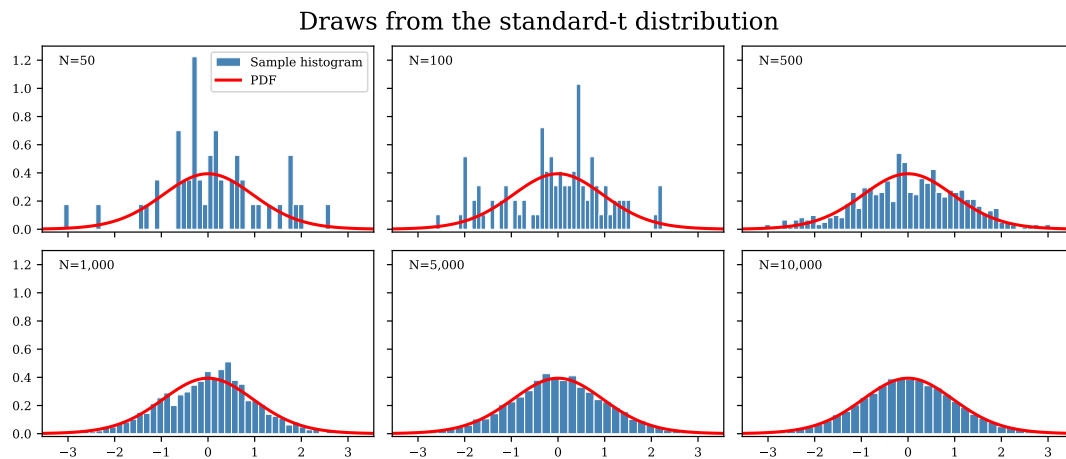 Draws from the standard-t distribution
N=50
Sample histogram
PDF
N=100
N=500
1.2
1.0
0.8
0.6
0.4
0.2
0.0
N=1,000
N=5,000
N=10,000
1.2
1.0
0.8
0.6
0.4
0.2
0.0
−3 −2 −1 0 1 2 3
−3 −2 −1 0 1 2 3
−3 −2 −1 0 1 2 3